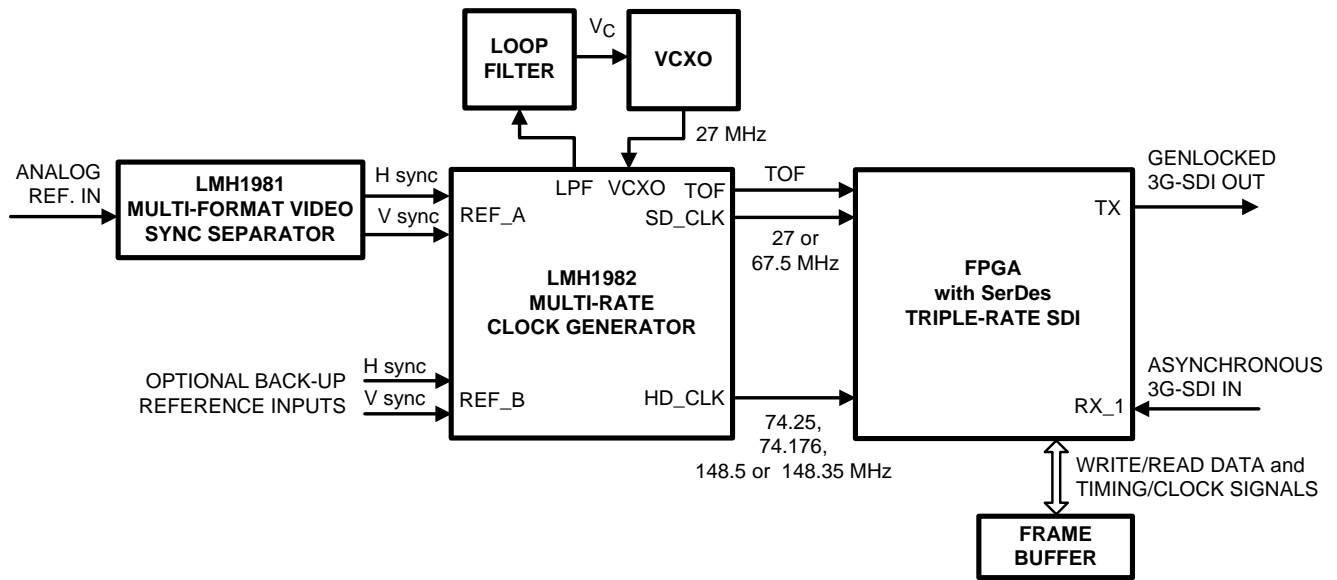 LOOP
FILTER
VC
VCXO
27 MHz
ANALOG
REF. IN
LMH1981
MULTI-FORMAT VIDEO
SYNC SEPARATOR
H sync
V sync
LPF VCXO
REF_A
TOF
SD_CLK
LMH1982
MULTI-RATE
CLOCK GENERATOR
TOF
27 or
67.5 MHz
FPGA
with SerDes
TRIPLE-RATE SDI
TX
GENLOCKED
3G-SDI OUT
OPTIONAL BACK-UP
REFERENCE INPUTS
H sync
V sync
REF_B
HD_CLK
74.25,
74.176,
148.5 or 148.35 MHz
RX_1
ASYNCHRONOUS
3G-SDI IN
WRITE/READ DATA and
TIMING/CLOCK SIGNALS
FRAME
BUFFER